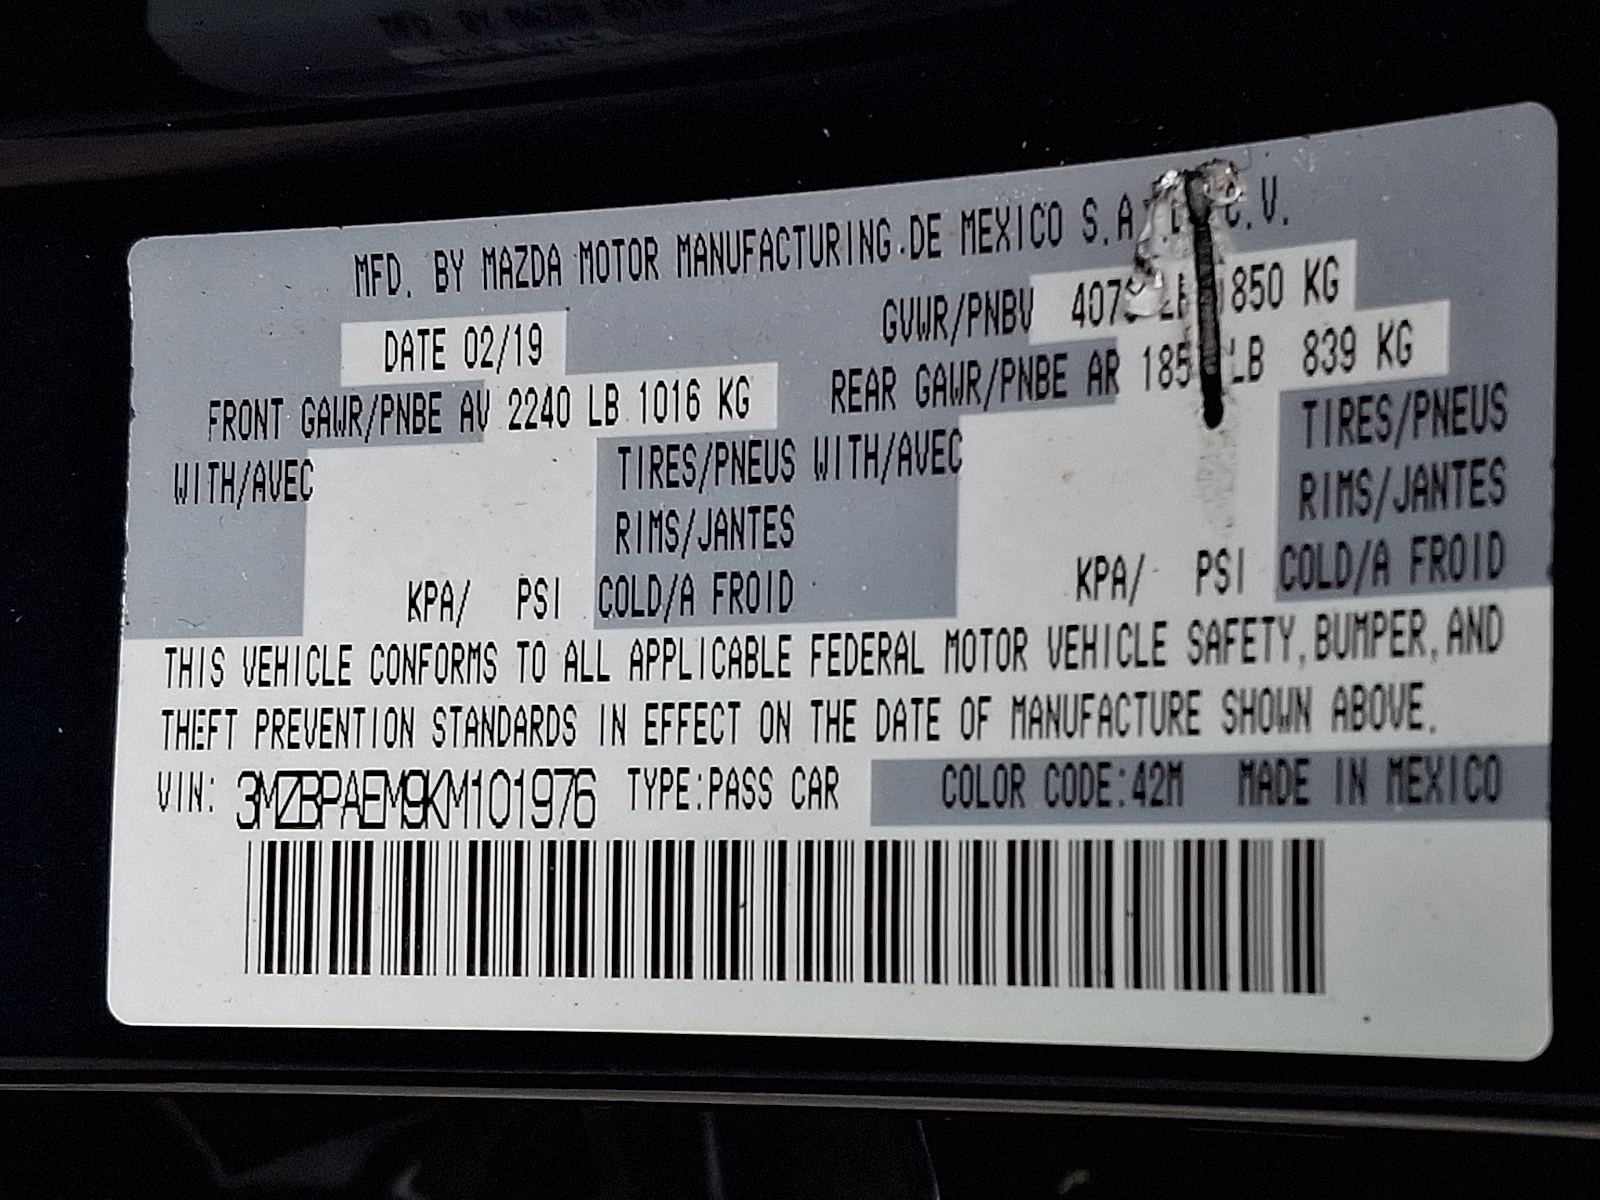 MFD. BY MAZDA MOTOR MANUFACTURING DE MEXICO S.A. C.V.
DATE 02/19
GVWR/PNBV LB KG
FRONT GAWR/PNBE AV 2240 LB 1016 KG
REAR GAWR/PNBE AR LB 839 KG
WITH/AVEC TIRES/PNEUS
RIMS/JANTES
KPA/ PSI COLD/A FROID
WITH/AVEC TIRES/PNEUS
RIMS/JANTES
KPA/ PSI COLD/A FROID
THIS VEHICLE CONFORMS TO ALL APPLICABLE FEDERAL MOTOR VEHICLE SAFETY, BUMPER, AND
THEFT PREVENTION STANDARDS IN EFFECT ON THE DATE OF MANUFACTURE SHOWN ABOVE.
VIN: 3MZBPAEM9KM101976 TYPE:PASS CAR COLOR CODE:42M MADE IN MEXICO